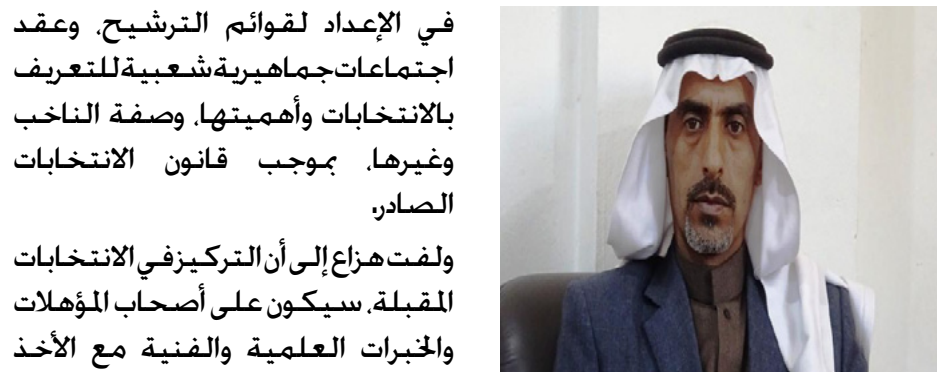 في الإعداد لقوائم الترشيح، وعقد
اجتماعات جماهيرية شعبية للتعريف
بالانتخابات وأهميتها، وصفة الناخب
وغيرها، بموجب قانون الانتخابات
الصادر.
ولفت هزاع إلى أن التركيز في الانتخابات
المقبلة، سيكون على أصحاب المؤهلات
والخبرات العلمية والفنية مع الأخذ